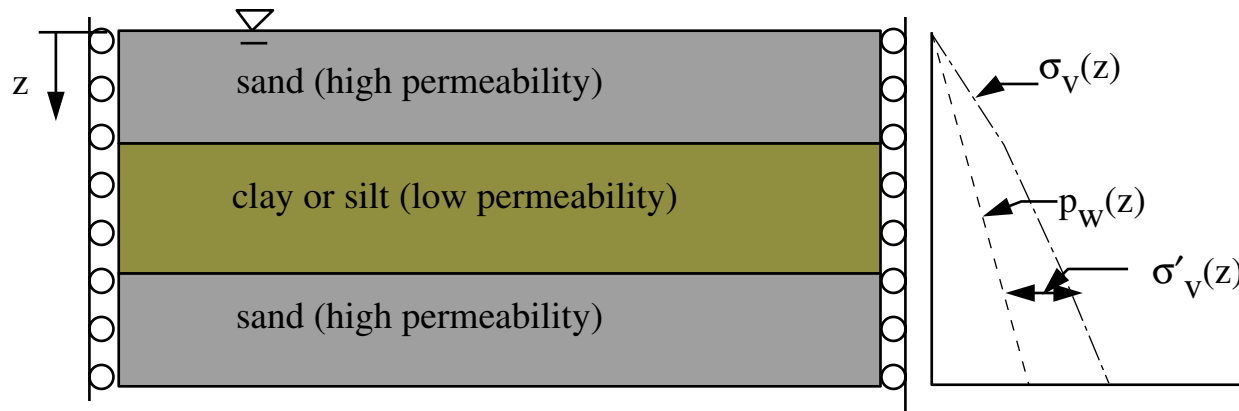 z
sand (high permeability)
clay or silt (low permeability)
sand (high permeability)
σv(z)
pw(z)
σ′v(z)